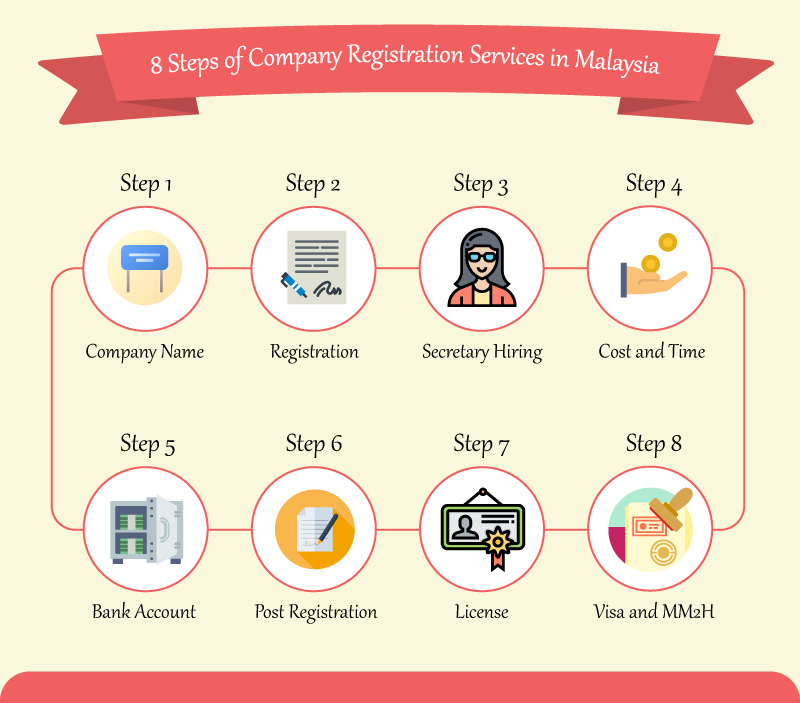 8 Steps of Company Registration Services in Malaysia
Step 1
Step 2
Step 3
Step 4
Company Name
Registration
Secretary Hiring
Cost and Time
Step 5
Step 6
Step 7
Step 8
Bank Account
Post Registration
License
Visa and MM2H